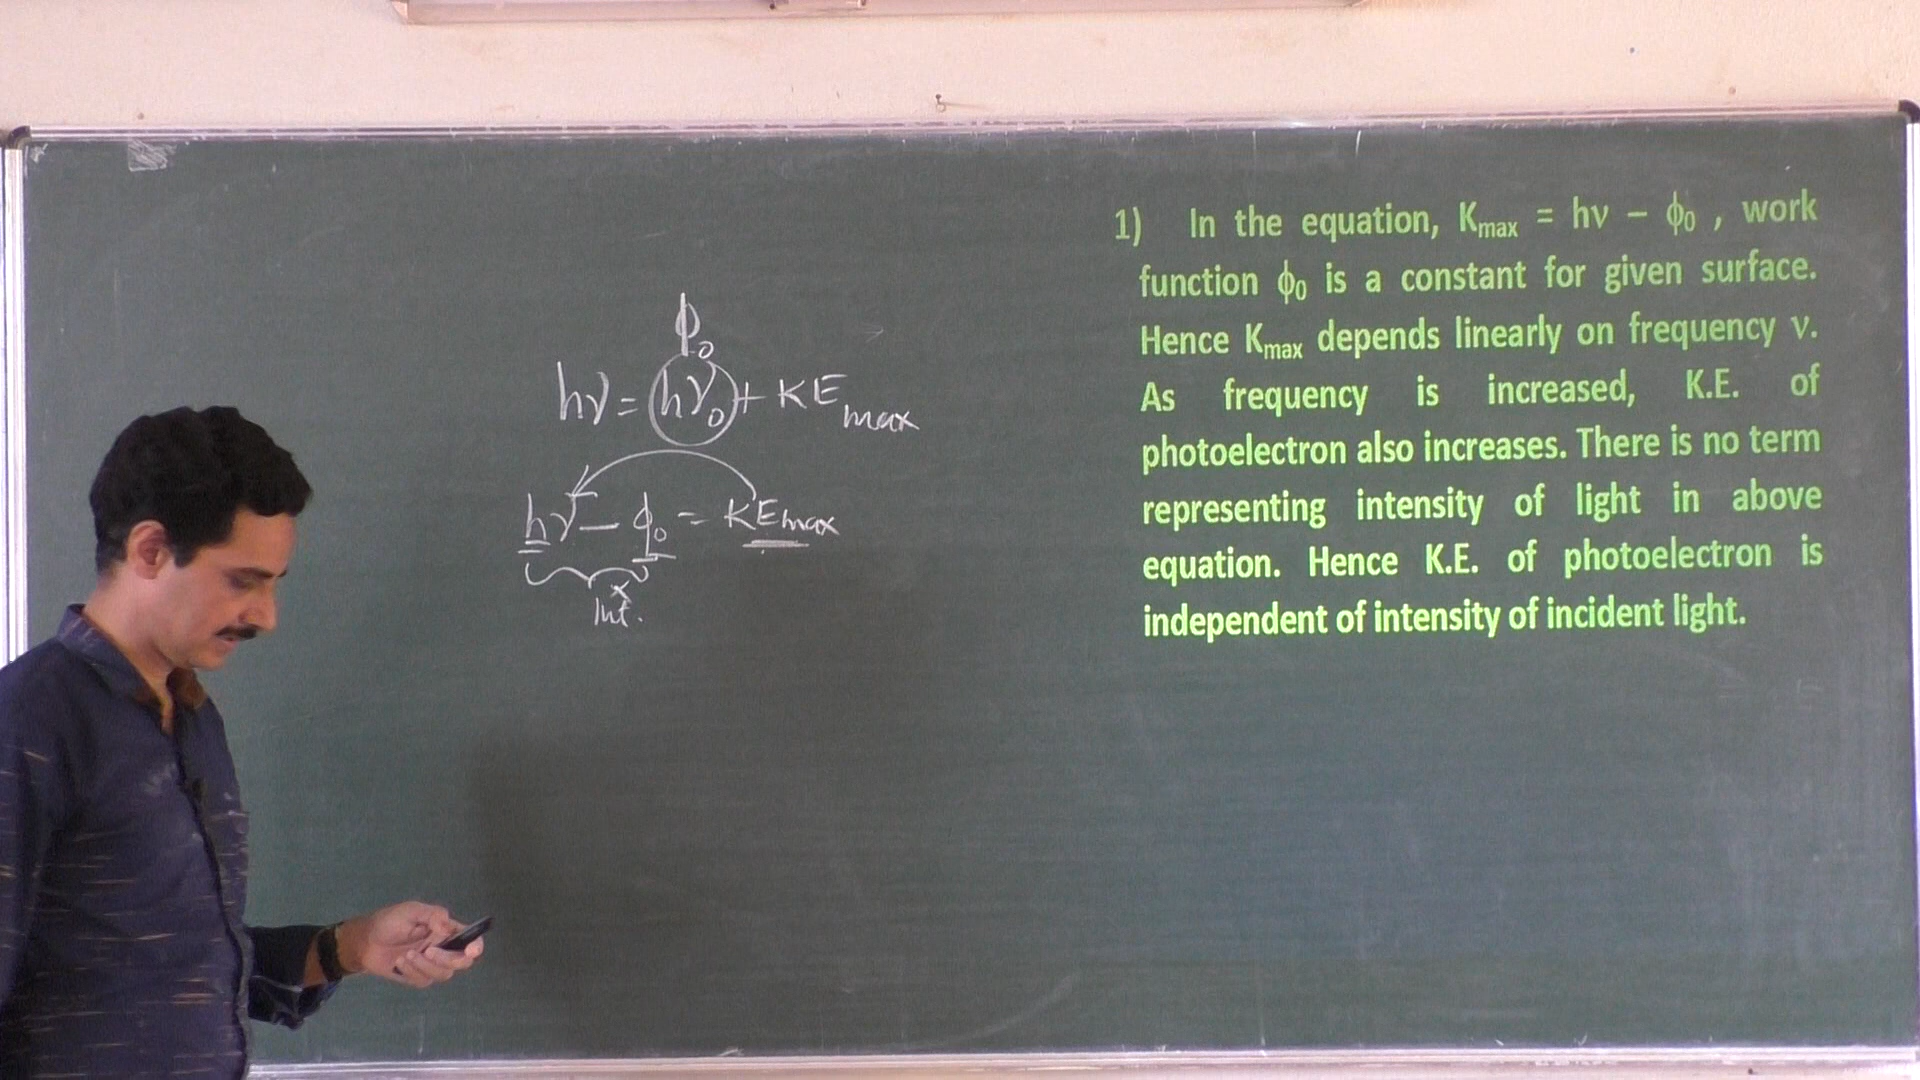 ϕ₀
hν = hν₀ + KE max
hν − ϕ₀ = KEmax
x
Int.
1) In the equation, Kmax = hν − ϕ₀ , work
function ϕ₀ is a constant for given surface.
Hence Kmax depends linearly on frequency ν.
As frequency is increased, K.E. of
photoelectron also increases. There is no term
representing intensity of light in above
equation. Hence K.E. of photoelectron is
independent of intensity of incident light.